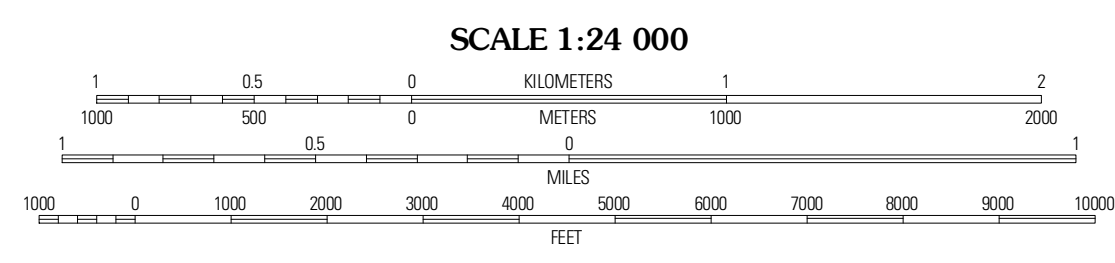 SCALE 1:24 000
1 0.5 0 KILOMETERS 1 2
1000 500 0 METERS 1000 2000
1 0.5 0 1
MILES
1000 0 1000 2000 3000 4000 5000 6000 7000 8000 9000 10000
FEET